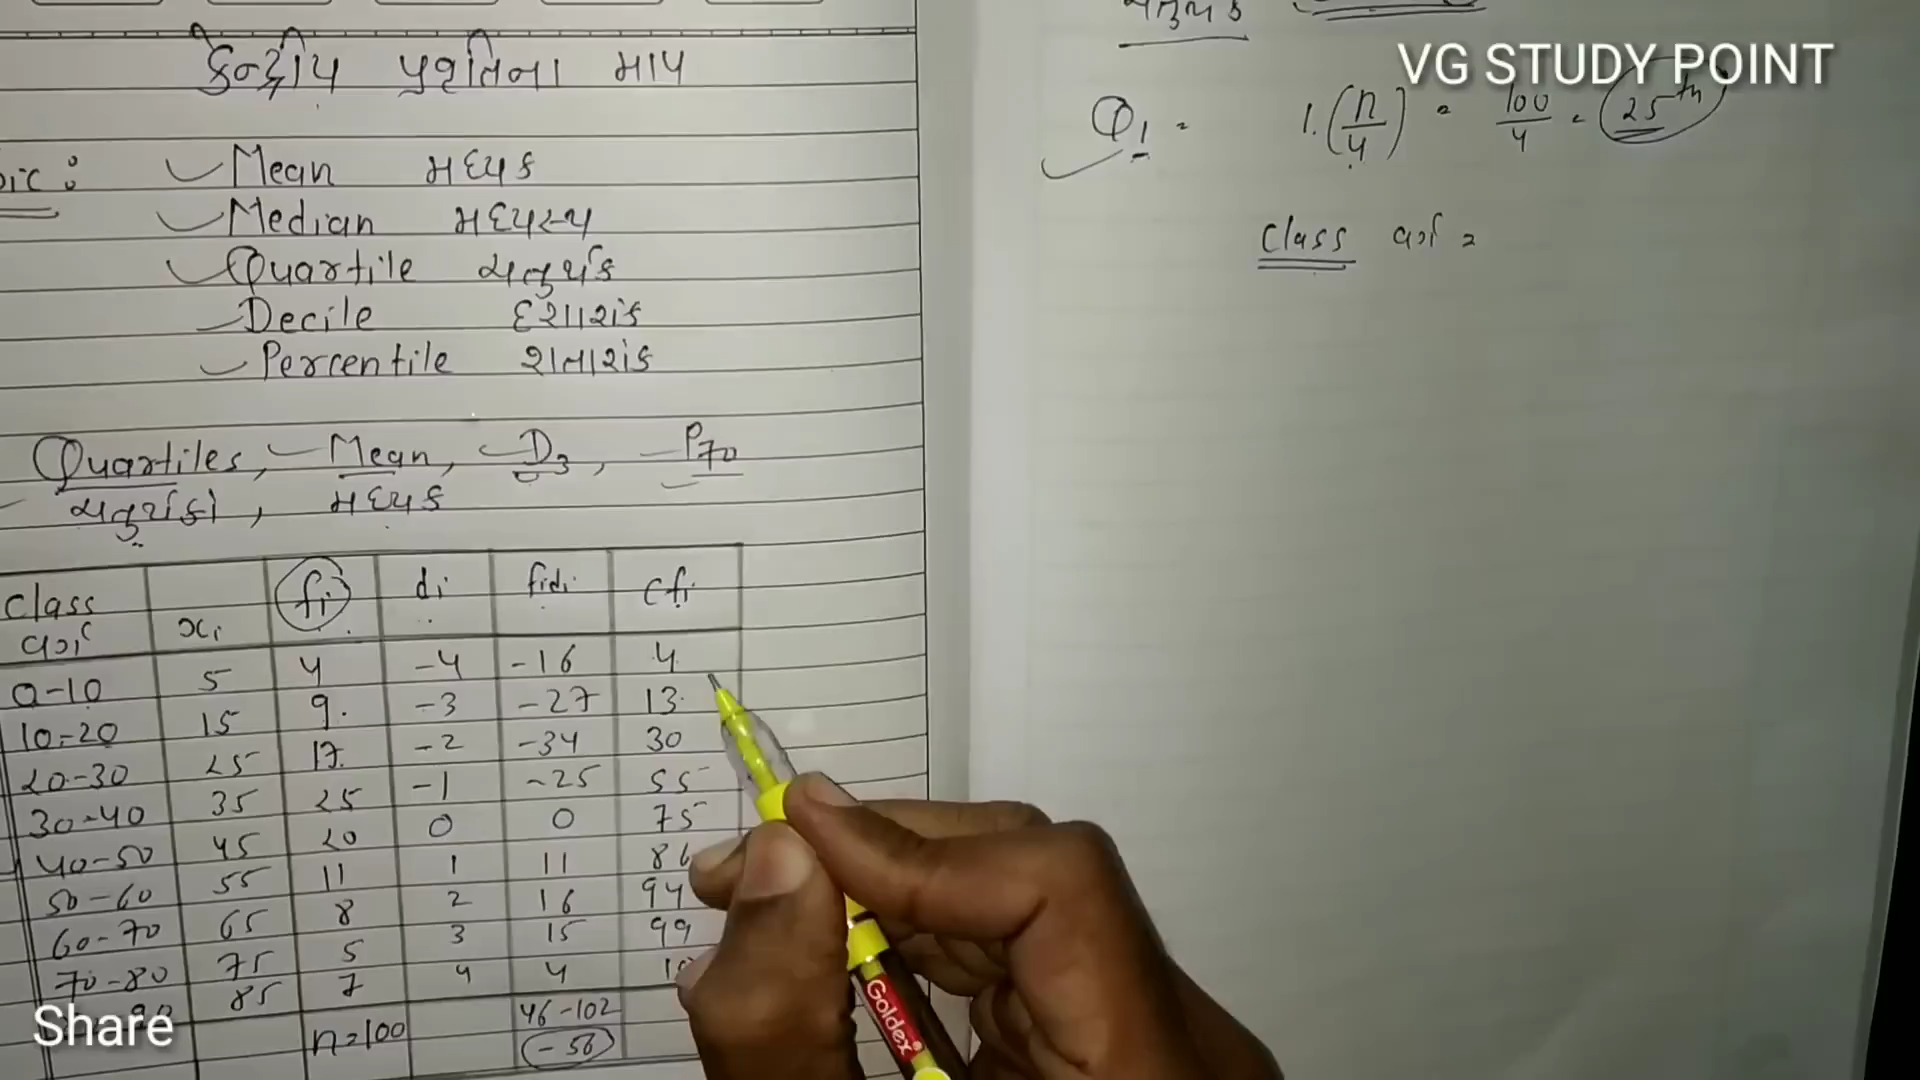 કેન્દ્રીય પ્રવૃત્તિના માપ
Mean મધ્યક
Median મધ્યસ્થ
Quartile ચતુર્થક
Decile દશાંશક
Percentile શતાંશક
Quartiles, Mean, D3, P70
ચતુર્થકો, મધ્યક
Class વર્ગ xi fi di fidi cfi
0-10 5 4 -4 -16 4
10-20 15 9 -3 -27 13
20-30 25 17 -2 -34 30
30-40 35 25 -1 -25 55
40-50 45 20 0 0 75
50-60 55 11 1 11 86
60-70 65 8 2 16 94
70-80 75 5 3 15 99
85 4 4
n=100 46-102
-56
VG STUDY POINT
Q1 = 1.(n/4) = 100/4 = 25th
Class વર્ગ =
Share
Goldex